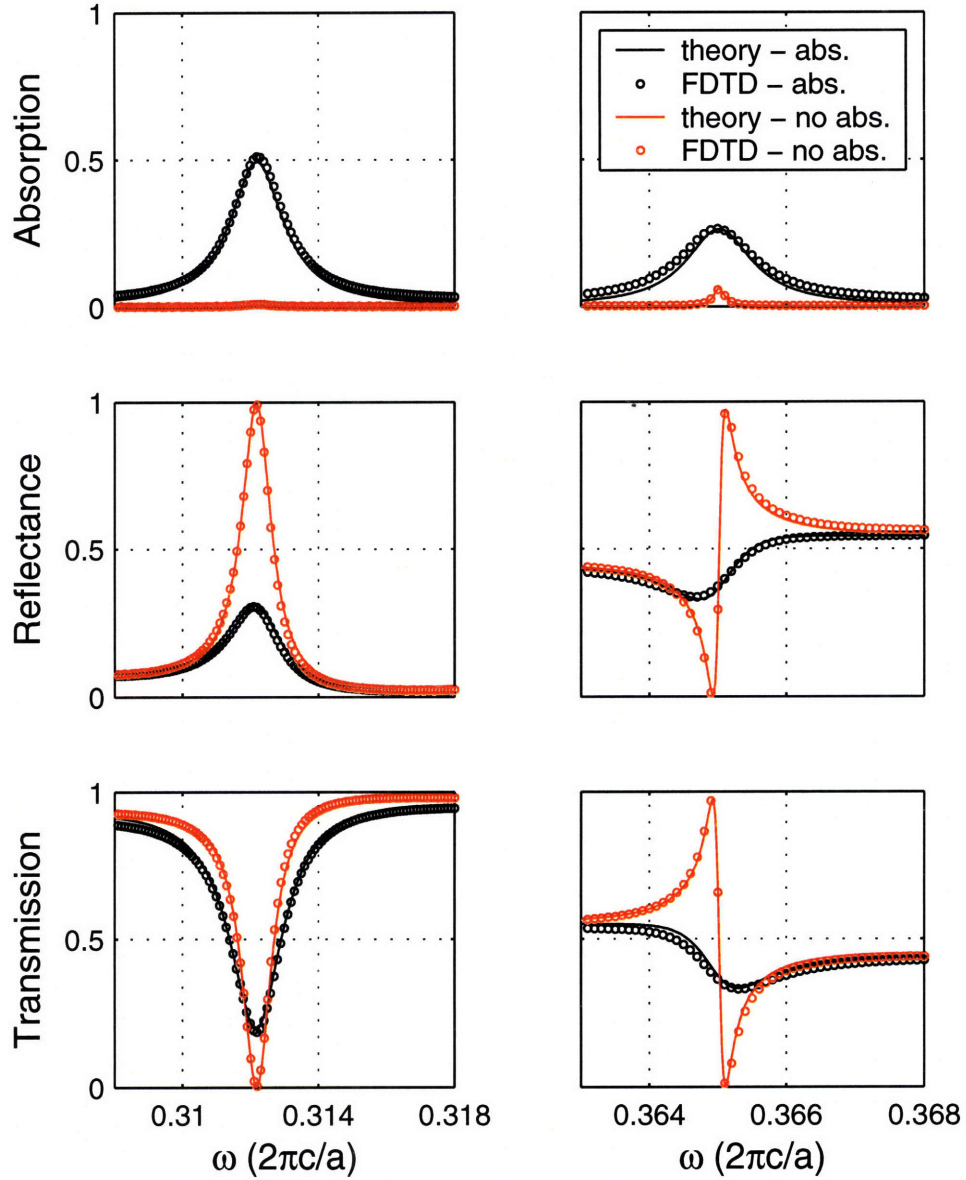 Absorption
1
0.5
0
theory – abs.
FDTD – abs.
theory – no abs.
FDTD – no abs.
Reflectance
1
0.5
0
Transmission
1
0.5
0
0.31
0.314
0.318
ω (2πc/a)
0.364
0.366
0.368
ω (2πc/a)